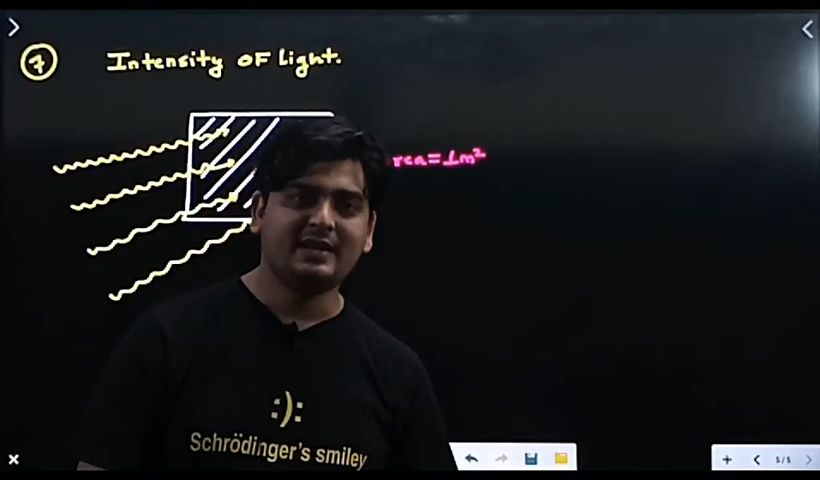 7 Intensity OF Light.
rea = 1m²
:):
Schrödinger's smiley
5/5